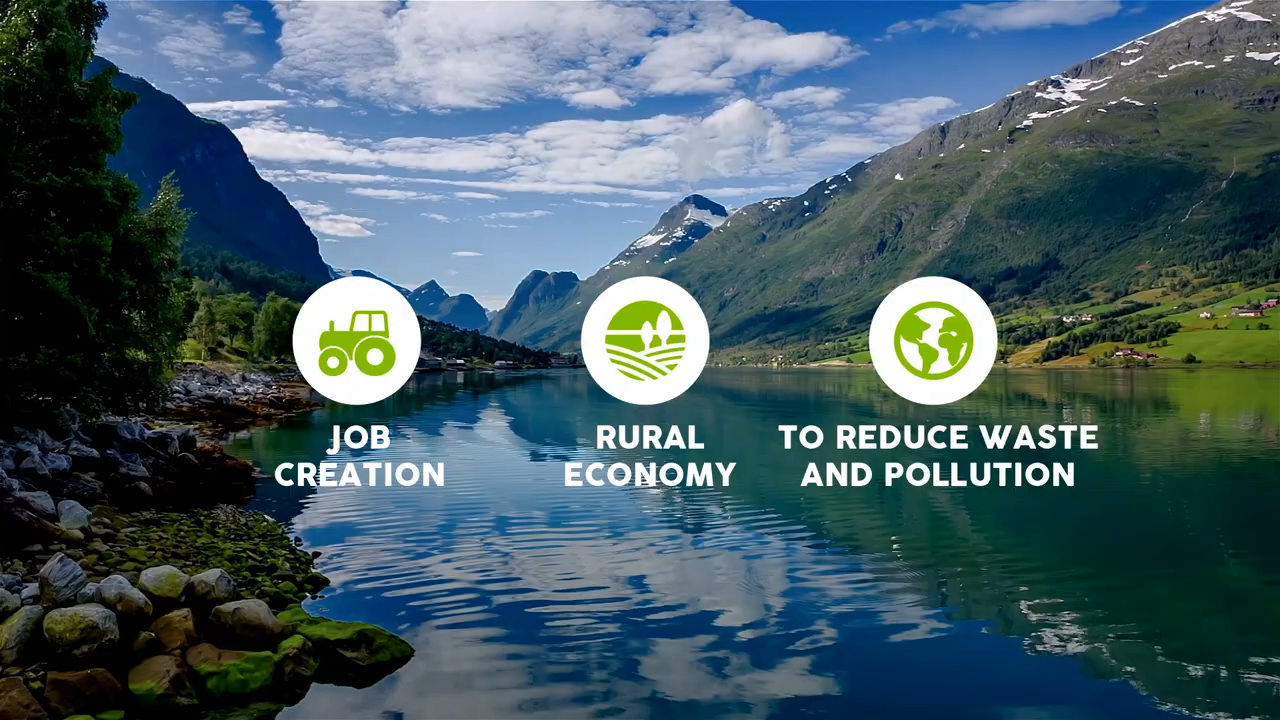 JOB
CREATION
RURAL
ECONOMY
TO REDUCE WASTE
AND POLLUTION